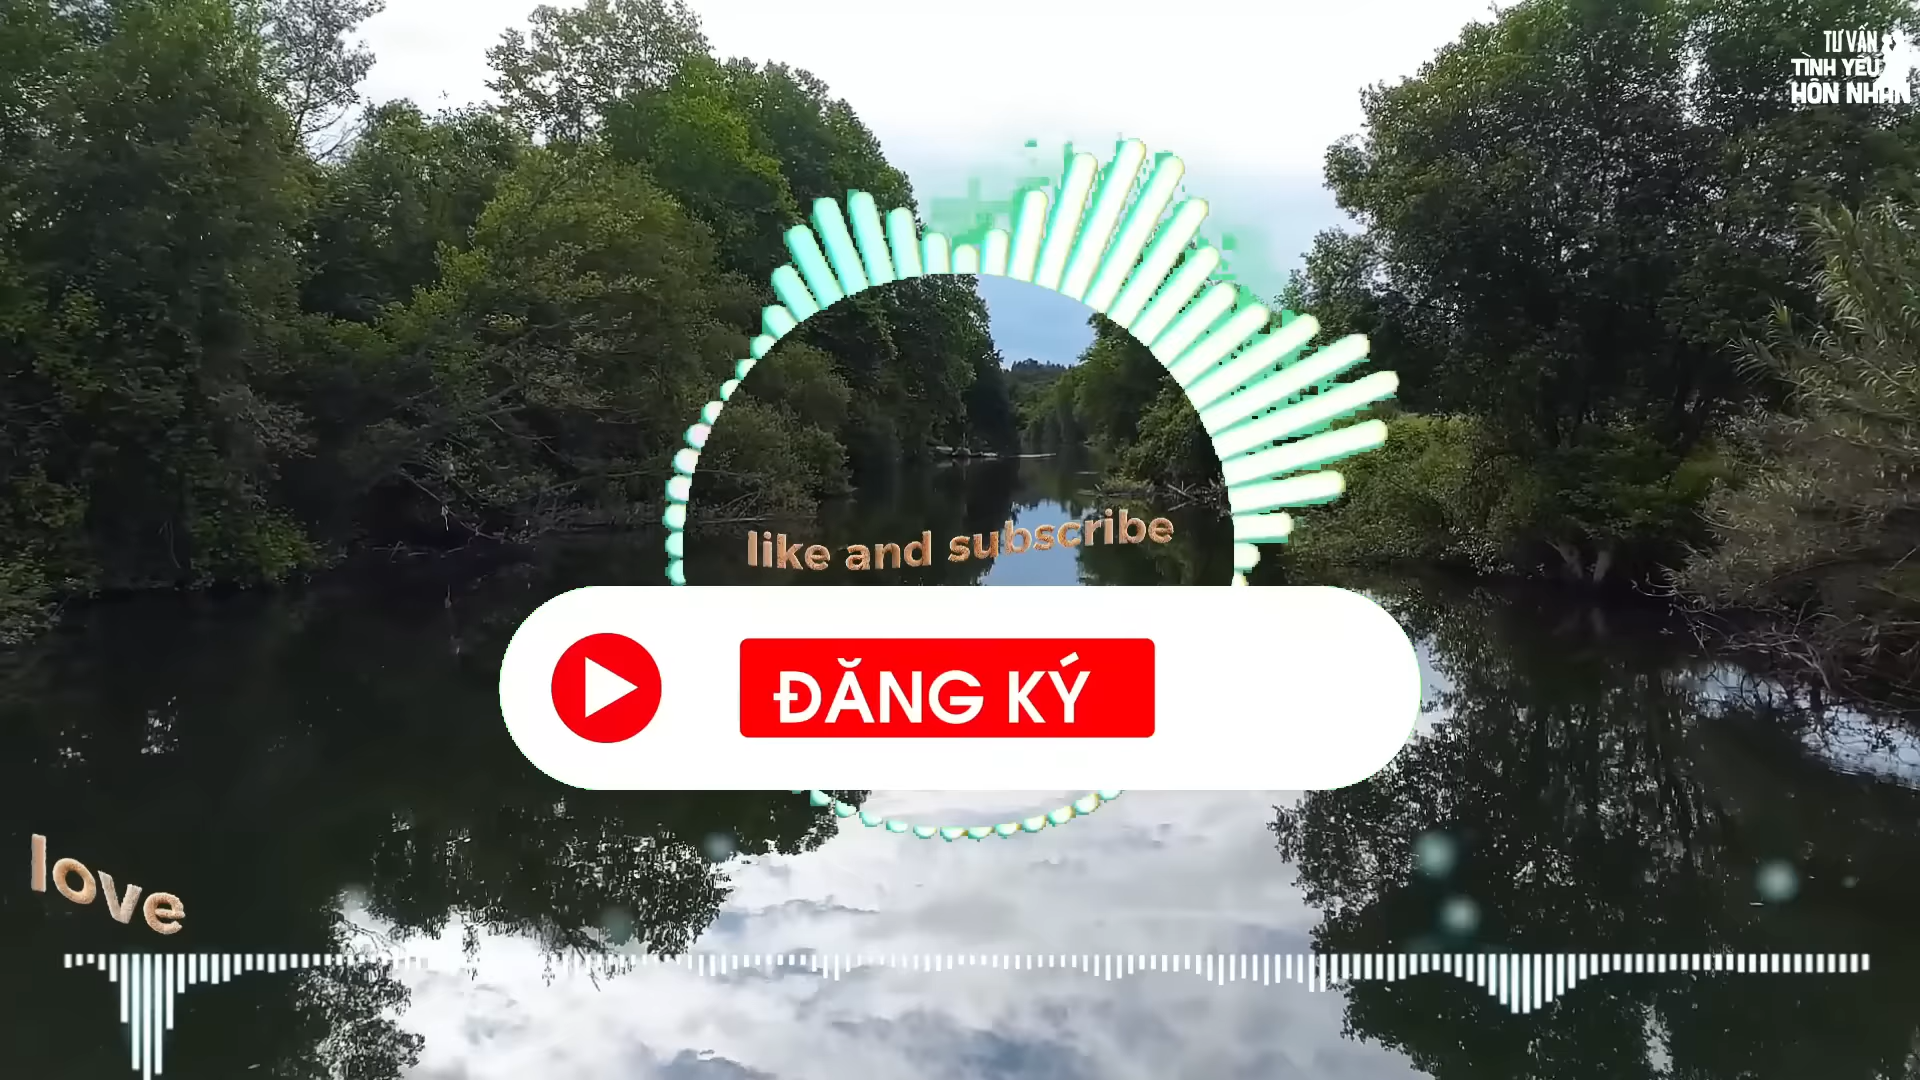 TƯ VẤN
TÌNH YÊU
HÔN NHÂN
like and subscribe
ĐĂNG KÝ
love